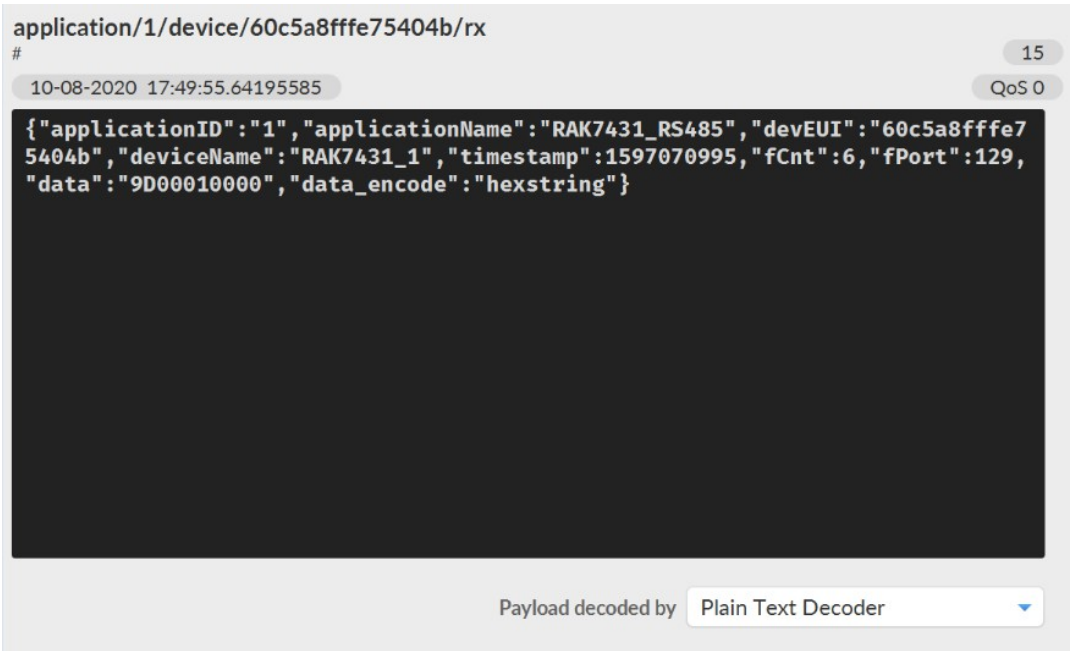 application/1/device/60c5a8fffe75404b/rx
#
15
10-08-2020 17:49:55.64195585
QoS 0
{"applicationID":"1","applicationName":"RAK7431_RS485","devEUI":"60c5a8fffe7
5404b","deviceName":"RAK7431_1","timestamp":1597070995,"fCnt":6,"fPort":129,
"data":"9D00010000","data_encode":"hexstring"}
Payload decoded by Plain Text Decoder